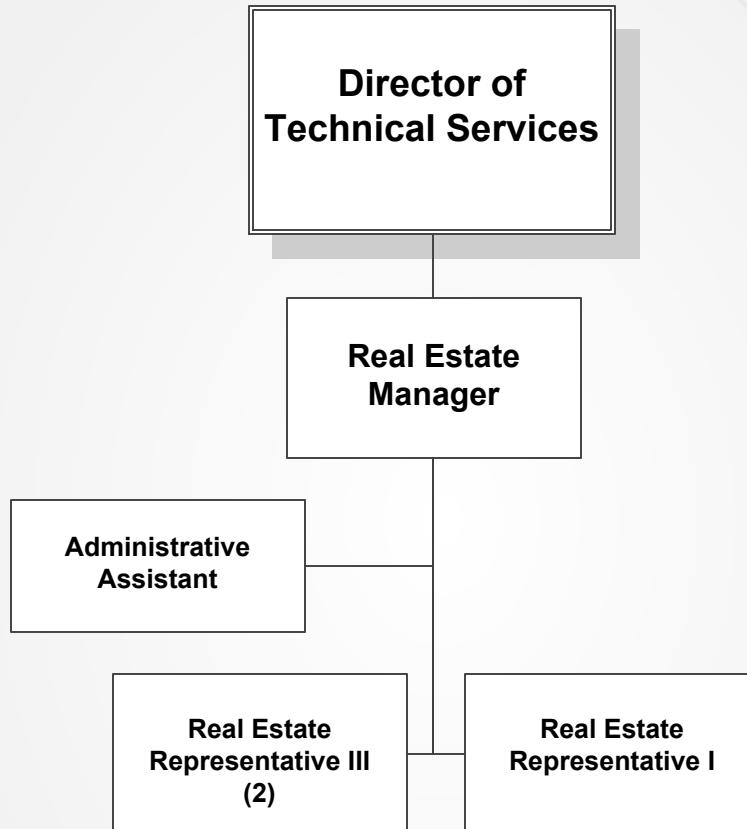 Director of
Technical Services
Real Estate
Manager
Administrative
Assistant
Real Estate
Representative III
(2)
Real Estate
Representative I